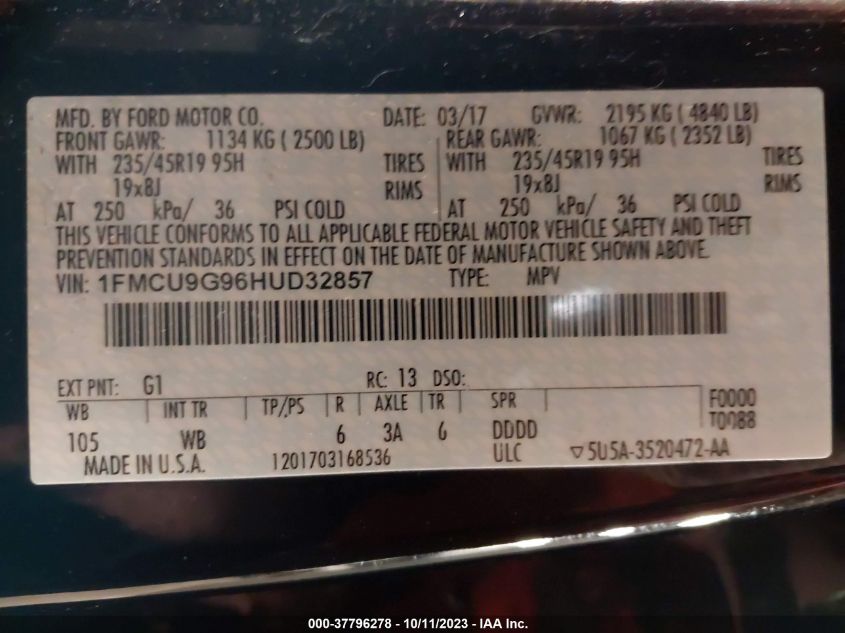 MFD. BY FORD MOTOR CO. DATE: 03/17 GVWR: 2195 KG ( 4840 LB)
FRONT GAWR: 1134 KG ( 2500 LB) REAR GAWR: 1067 KG ( 2352 LB)
WITH 235/45R19 95H TIRES WITH 235/45R19 95H TIRES
19x8J RIMS 19x8J RIMS
AT 250 kPa/ 36 PSI COLD AT 250 kPa/ 36 PSI COLD
THIS VEHICLE CONFORMS TO ALL APPLICABLE FEDERAL MOTOR VEHICLE SAFETY AND THEFT
PREVENTION STANDARDS IN EFFECT ON THE DATE OF MANUFACTURE SHOWN ABOVE.
VIN: 1FMCU9G96HUD32857 TYPE: MPV
EXT PNT: G1 RC: 13 DSO:
WB INT TR TP/PS R AXLE TR SPR F0000
T0088
105 WB 6 3A 6 DDDD
MADE IN U.S.A. 1201703168536 ULC ▽5U5A-3520472-AA
000-37796278 - 10/11/2023 - IAA Inc.